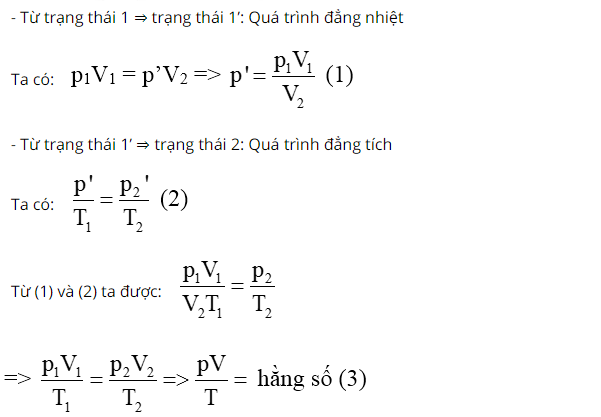 - Từ trạng thái 1 ⇒ trạng thái 1′: Quá trình đẳng nhiệt
Ta có: p₁V₁ = p’V₂ => p' = p₁V₁/V₂ (1)
- Từ trạng thái 1′ ⇒ trạng thái 2: Quá trình đẳng tích
Ta có: p'/T₁ = p₂'/T₂ (2)
Từ (1) và (2) ta được: p₁V₁/V₂T₁ = p₂/T₂
=> p₁V₁/T₁ = p₂V₂/T₂ => pV/T = hằng số (3)